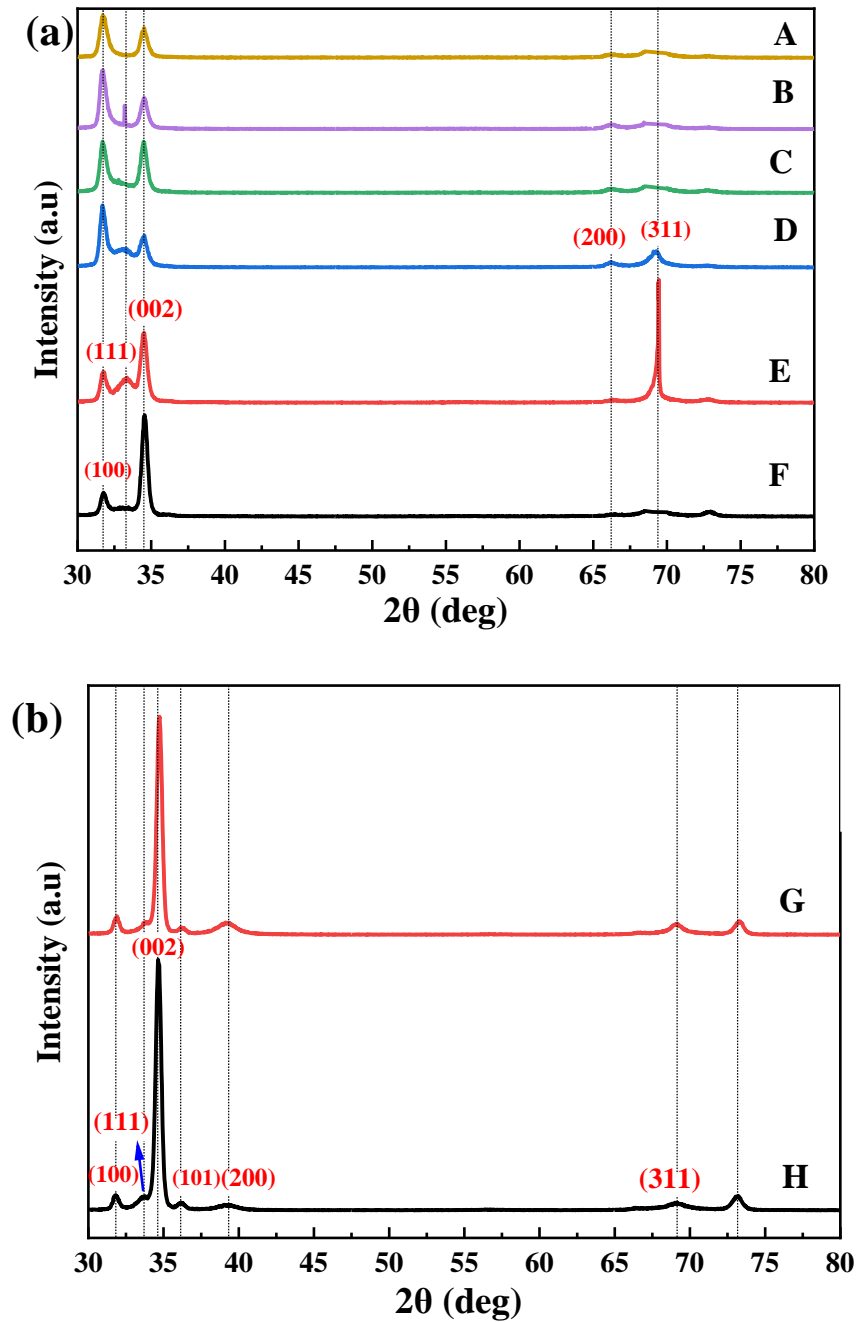 (a)
A
B
C
D
E
F
(200)
(311)
(002)
(111)
(100)
Intensity (a.u)
30 35 40 45 50 55 60 65 70 75 80
2θ (deg)
(b)
G
H
(002)
(111)
(100)
(101)(200)
(311)
Intensity (a.u)
30 35 40 45 50 55 60 65 70 75 80
2θ (deg)